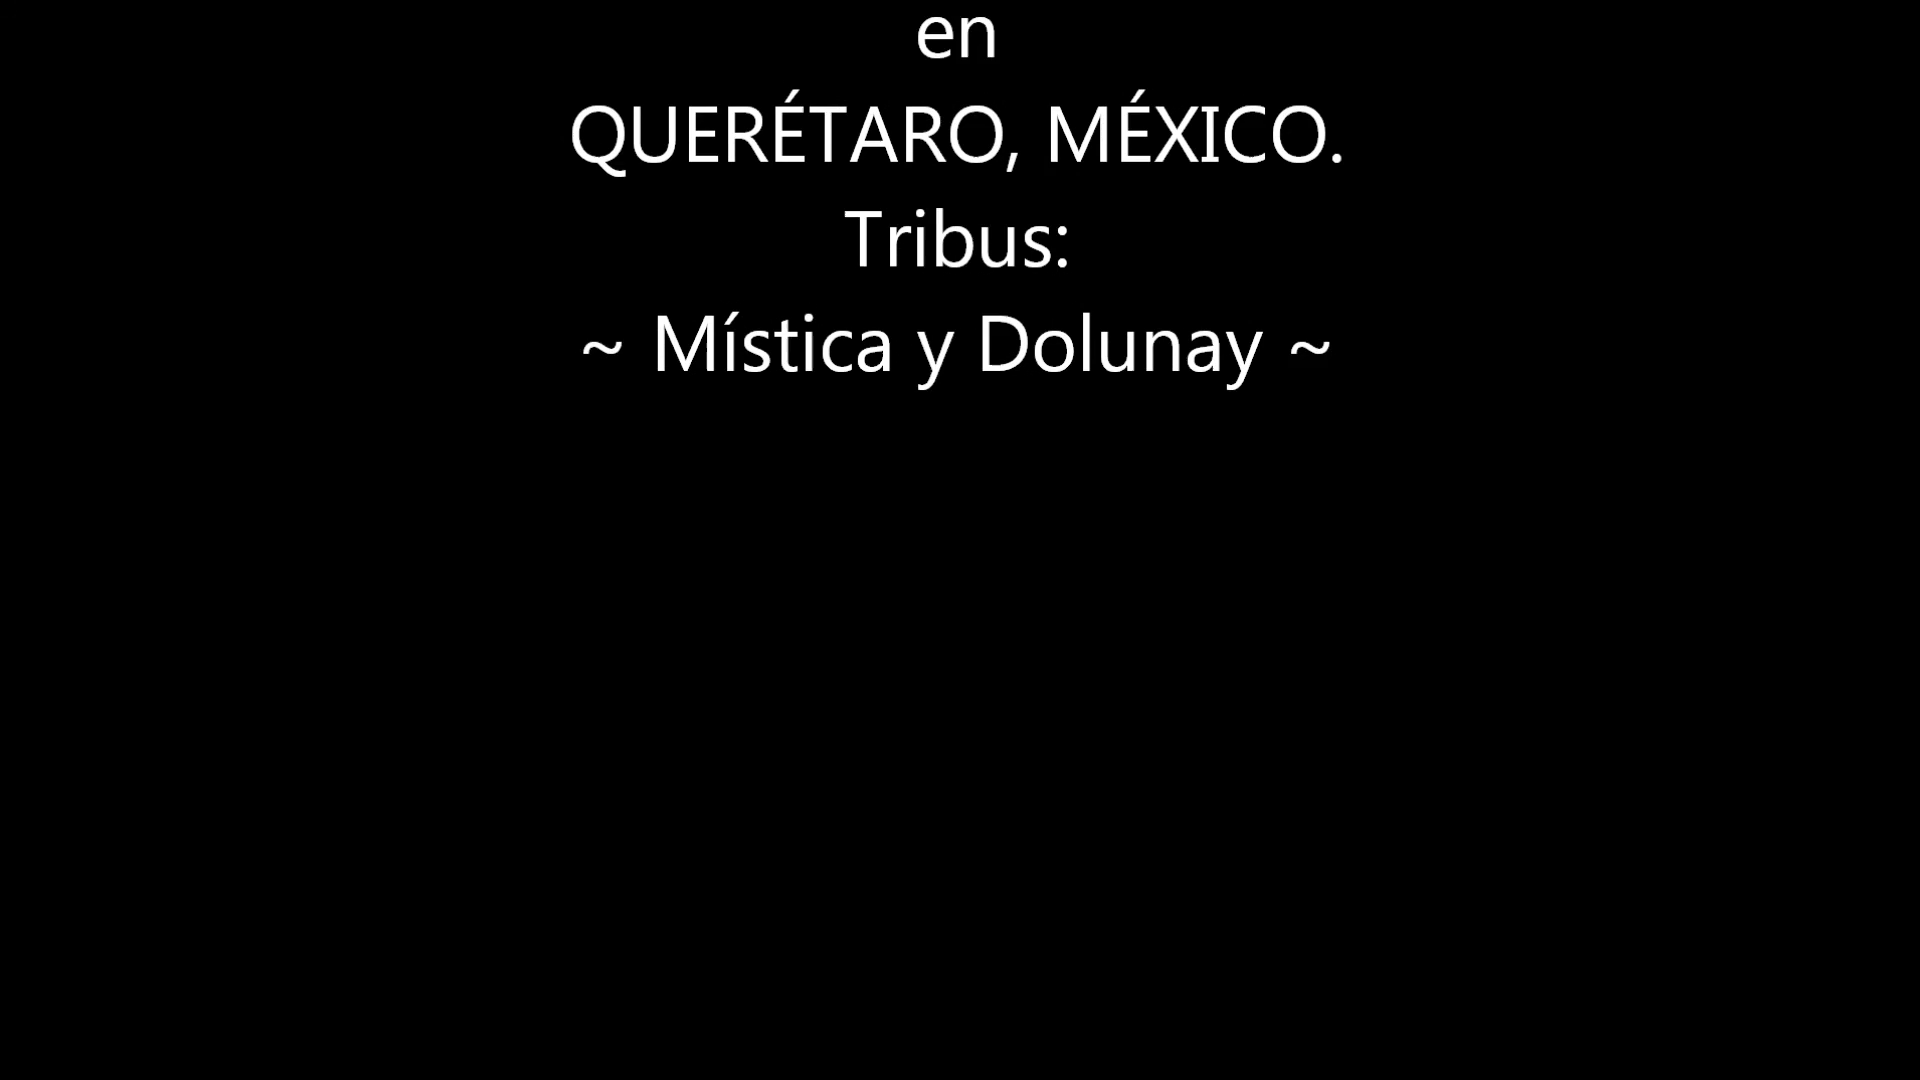 en
QUERÉTARO, MÉXICO.
Tribus:
~ Mística y Dolunay ~